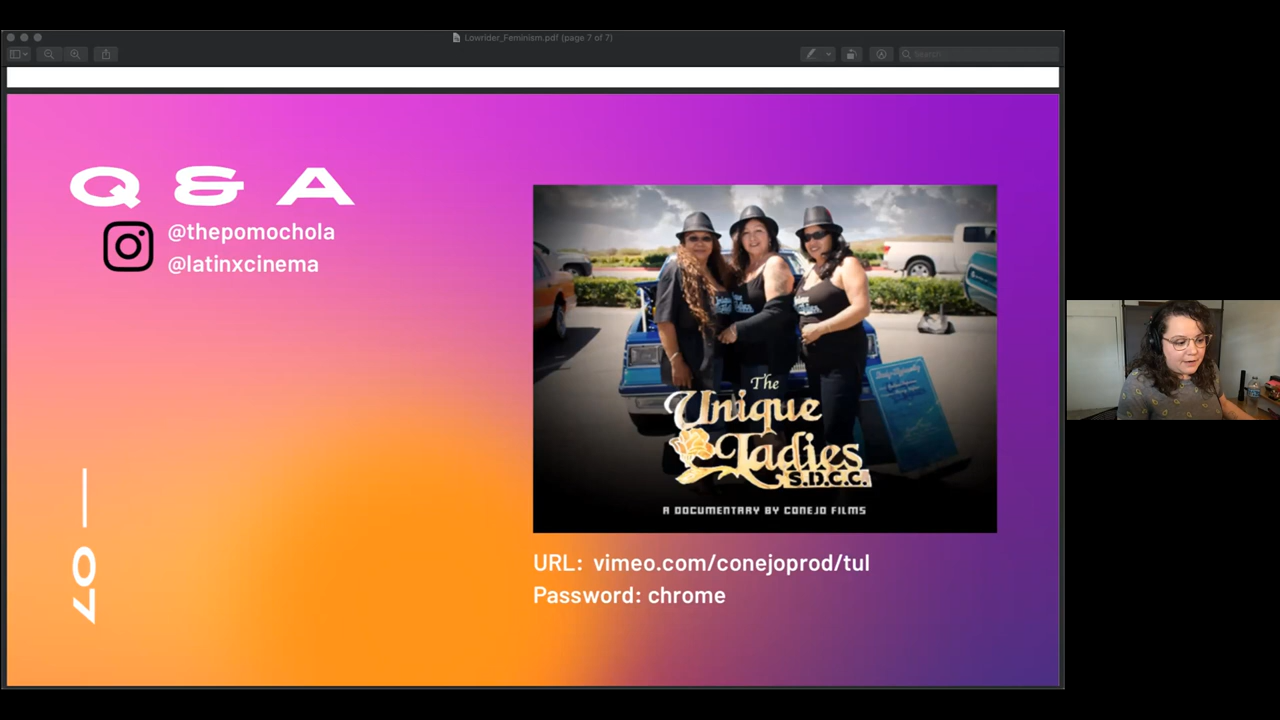 Lowrider_Feminism.pdf (page 7 of 7)
Search
Q & A
@thepomochola
@latinxcinema
The
Unique
Ladies
S.D.C.C.
A DOCUMENTARY BY CONEJO FILMS
URL: vimeo.com/conejoprod/tul
Password: chrome
07